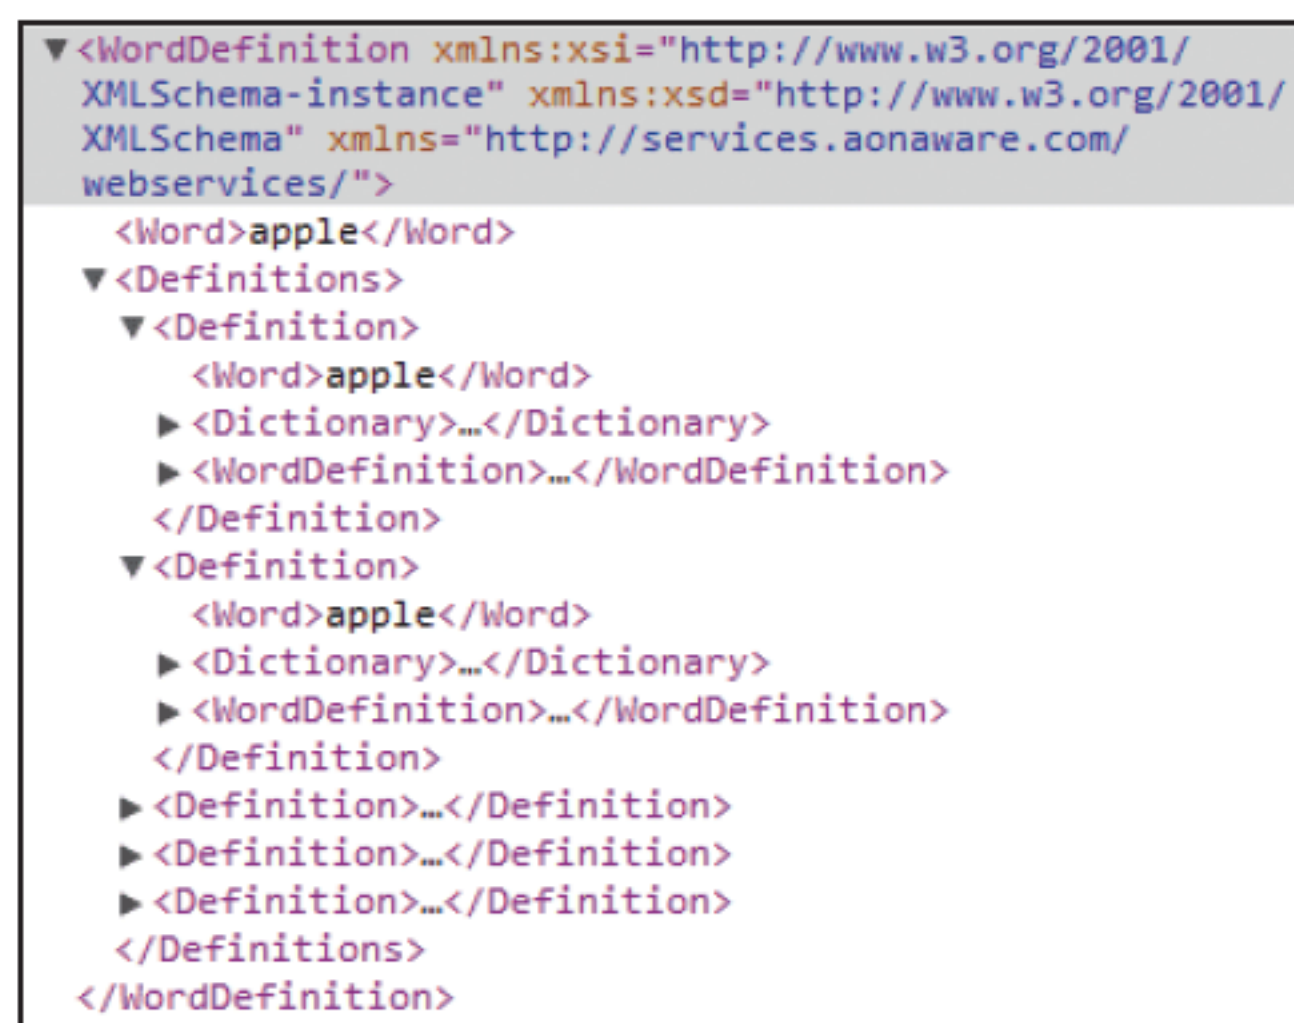 ▼<WordDefinition xmlns:xsi="http://www.w3.org/2001/
XMLSchema-instance" xmlns:xsd="http://www.w3.org/2001/
XMLSchema" xmlns="http://services.aonaware.com/
webservices/">
<Word>apple</Word>
▼<Definitions>
▼<Definition>
<Word>apple</Word>
▶<Dictionary>…</Dictionary>
▶<WordDefinition>…</WordDefinition>
</Definition>
▼<Definition>
<Word>apple</Word>
▶<Dictionary>…</Dictionary>
▶<WordDefinition>…</WordDefinition>
</Definition>
▶<Definition>…</Definition>
▶<Definition>…</Definition>
▶<Definition>…</Definition>
</Definitions>
</WordDefinition>